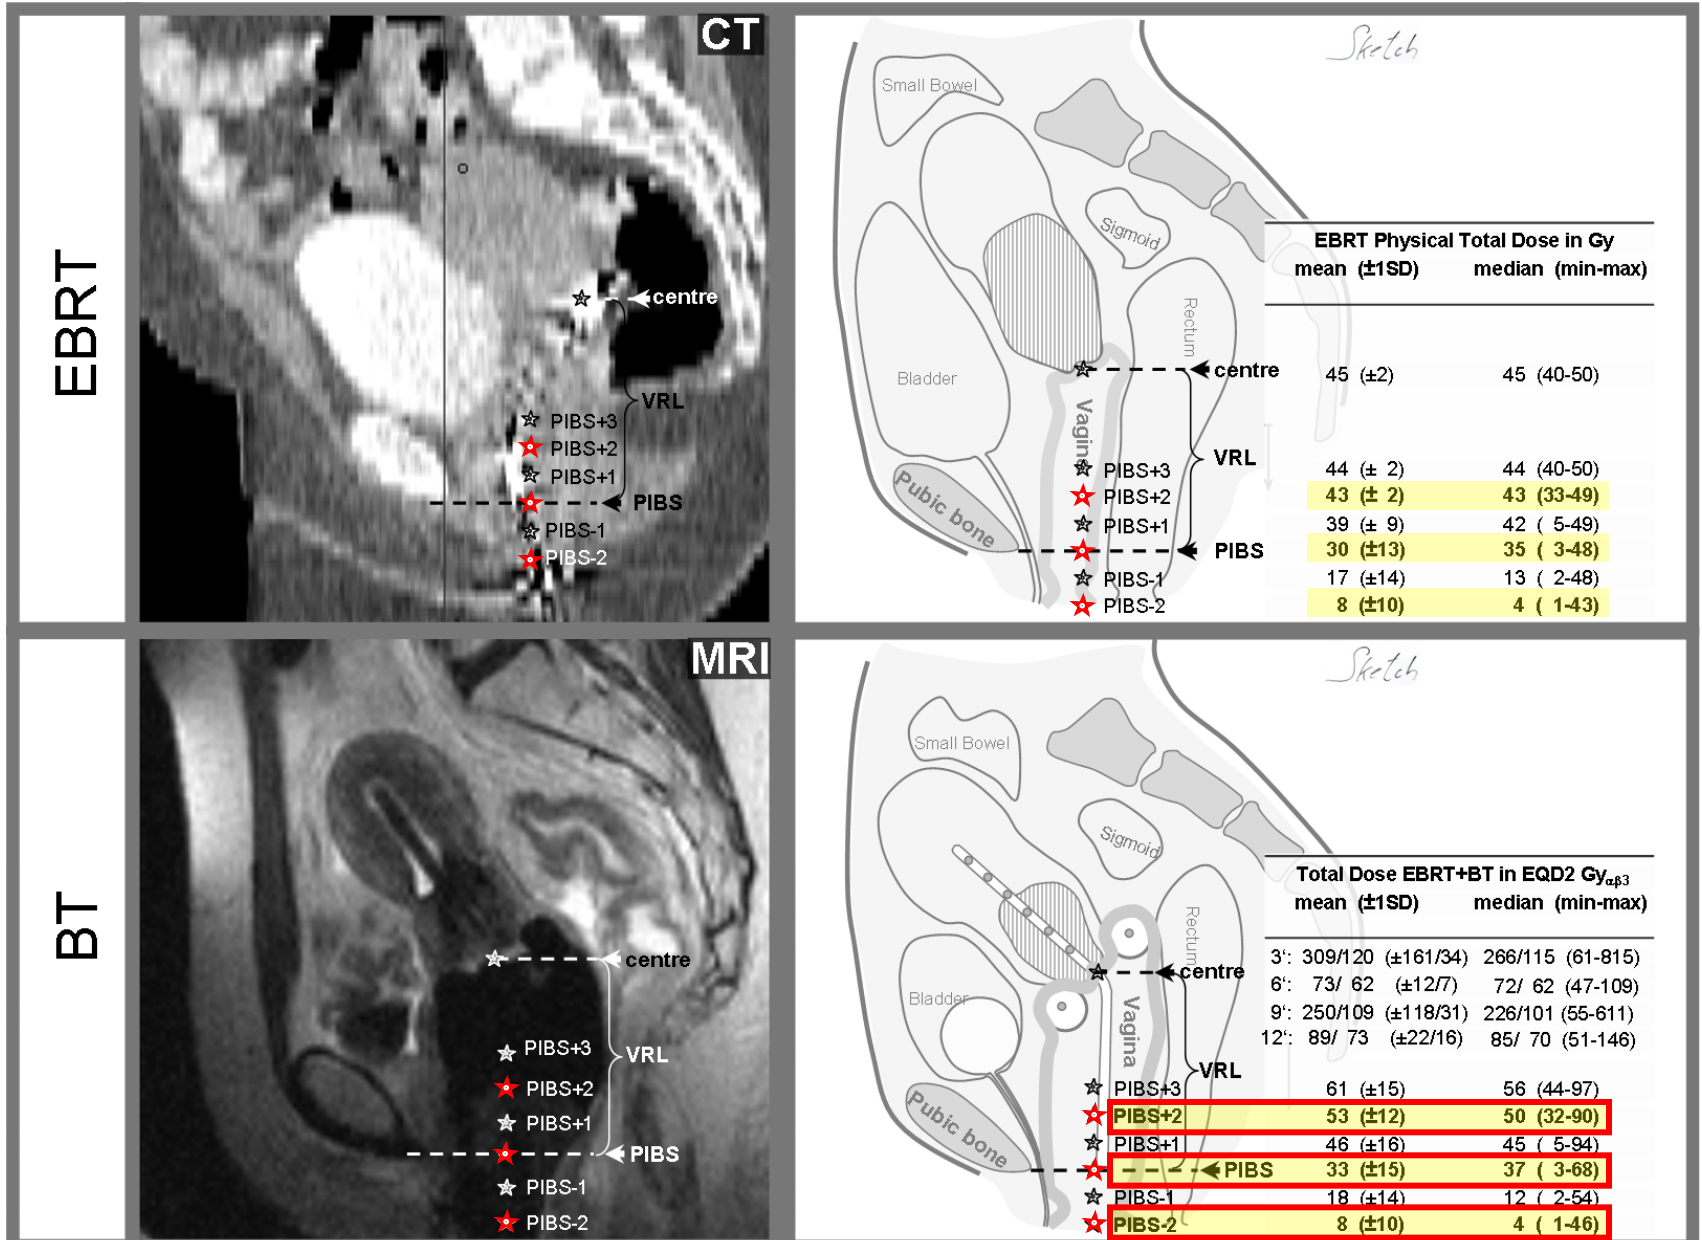 EBRT
CT
centre
VRL
PIBS+3
PIBS+2
PIBS+1
PIBS
PIBS-1
PIBS-2
Sketch
Small Bowel
Sigmoid
Rectum
Bladder
Vagina
Pubic bone
centre
VRL
PIBS+3
PIBS+2
PIBS+1
PIBS
PIBS-1
PIBS-2
EBRT Physical Total Dose in Gy
mean (±1SD) median (min-max)
45 (±2) 45 (40-50)
44 (± 2) 44 (40-50)
43 (± 2) 43 (33-49)
39 (± 9) 42 ( 5-49)
30 (±13) 35 ( 3-48)
17 (±14) 13 ( 2-48)
8 (±10) 4 ( 1-43)
BT
MRI
centre
PIBS+3
VRL
PIBS+2
PIBS+1
PIBS
PIBS-1
PIBS-2
Sketch
Small Bowel
Sigmoid
Rectum
Bladder
Vagina
Pubic bone
centre
VRL
Total Dose EBRT+BT in EQD2 Gyαβ3
mean (±1SD) median (min-max)
3': 309/120 (±161/34) 266/115 (61-815)
6': 73/ 62 (±12/7) 72/ 62 (47-109)
9': 250/109 (±118/31) 226/101 (55-611)
12': 89/ 73 (±22/16) 85/ 70 (51-146)
PIBS+3 61 (±15) 56 (44-97)
PIBS+2 53 (±12) 50 (32-90)
PIBS+1 46 (±16) 45 ( 5-94)
PIBS 33 (±15) 37 ( 3-68)
PIBS-1 18 (±14) 12 ( 2-54)
PIBS-2 8 (±10) 4 ( 1-46)